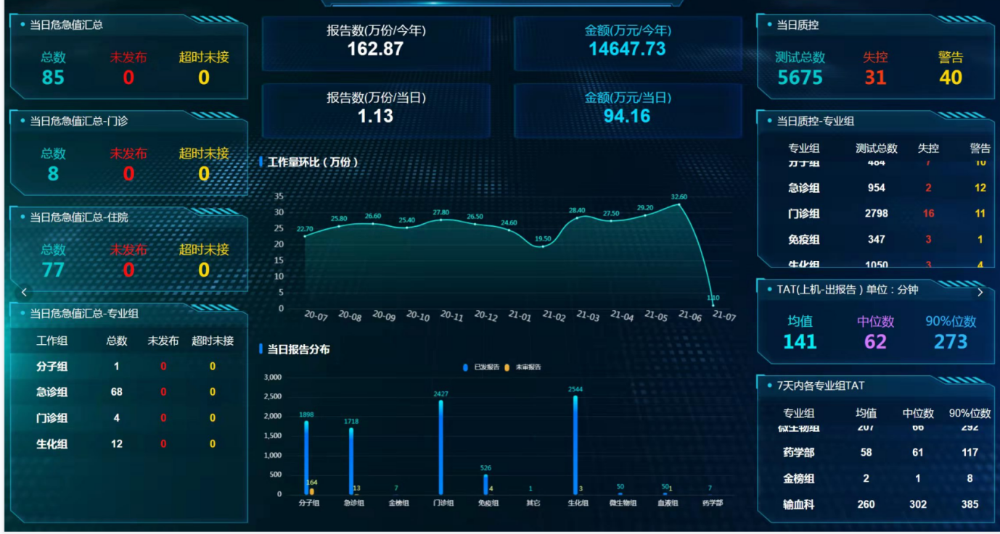 当日危急值汇总
总数 未发布 超时未接
85 0 0
当日危急值汇总-门诊
总数 未发布 超时未接
8 0 0
当日危急值汇总-住院
总数 未发布 超时未接
77 0 0
当日危急值汇总-专业组
工作组 总数 未发布 超时未接
分子组 1 0 0
急诊组 68 0 0
门诊组 4 0 0
生化组 12 0 0
报告数(万份/今年)
162.87
金额(万元/今年)
14647.73
报告数(万份/当日)
1.13
金额(万元/当日)
94.16
工作量环比(万份)
35
30
25
20
15
10
5
0
22.70 25.80 26.60 25.40 27.80 26.50 24.60 19.50 28.40 27.50 29.20 32.60 1.10
20-07 20-08 20-09 20-10 20-11 20-12 21-01 21-02 21-03 21-04 21-05 21-06 21-07
当日报告分布
已发报告 未审报告
3,000
2,500
2,000
1,500
1,000
500
0
1898 1718 7 2427 526 1 2544 50 50 7
164 13 4 3 1
分子组 急诊组 金榜组 门诊组 免疫组 其它 生化组 微生物组 血液组 药学部
当日质控
测试总数 失控 警告
5675 31 40
当日质控-专业组
专业组 测试总数 失控 警告
分子组 484 7 10
急诊组 954 2 12
门诊组 2798 16 11
免疫组 347 3 1
生化组 1050 3 4
TAT(上机-出报告)单位:分钟
均值 中位数 90%位数
141 62 273
7天内各专业组TAT
专业组 均值 中位数 90%位数
微生物组 207 66 292
药学部 58 61 117
金榜组 2 1 8
输血科 260 302 385